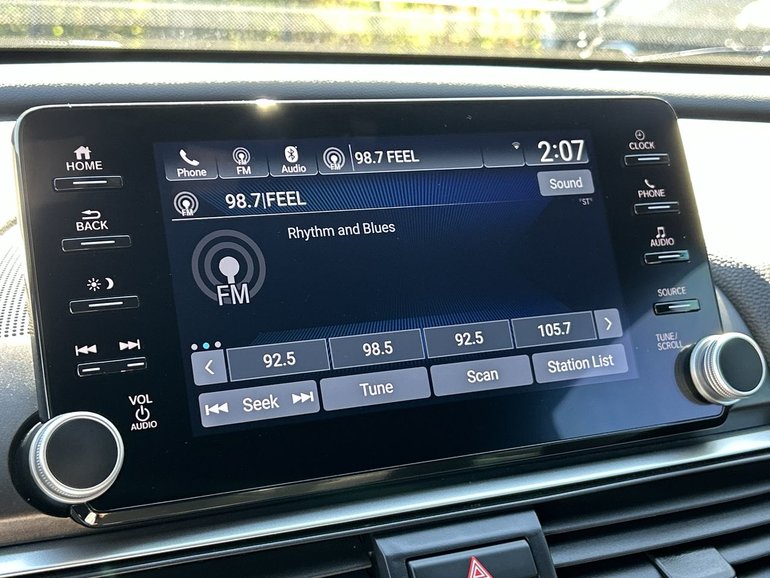 HOME
BACK
VOL
AUDIO
Phone
FM
Audio
FM
98.7 FEEL
2:07
FM
98.7|FEEL
Sound
"ST"
Rhythm and Blues
FM
92.5
98.5
92.5
105.7
Seek
Tune
Scan
Station List
CLOCK
PHONE
AUDIO
SOURCE
TUNE/
SCROLL